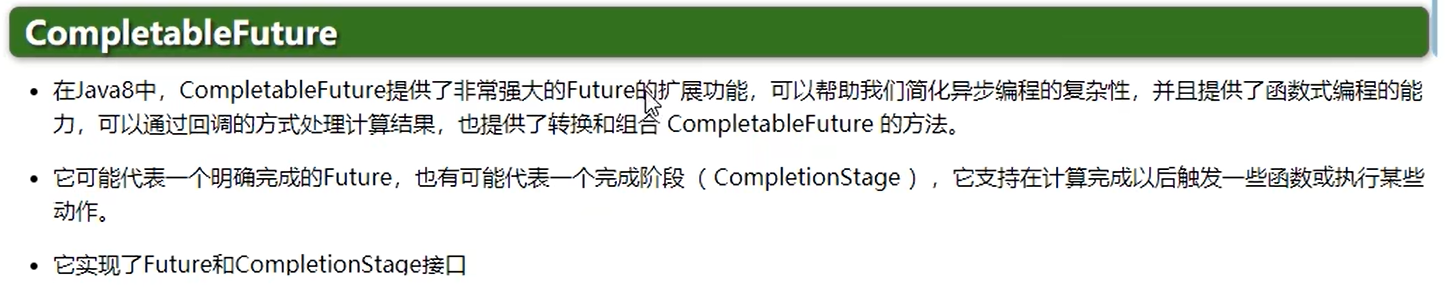 CompletableFuture
• 在Java8中，CompletableFuture提供了非常强大的Future的扩展功能，可以帮助我们简化异步编程的复杂性，并且提供了函数式编程的能
力，可以通过回调的方式处理计算结果，也提供了转换和组合 CompletableFuture 的方法。
• 它可能代表一个明确完成的Future，也有可能代表一个完成阶段（ CompletionStage ），它支持在计算完成以后触发一些函数或执行某些
动作。
• 它实现了Future和CompletionStage接口